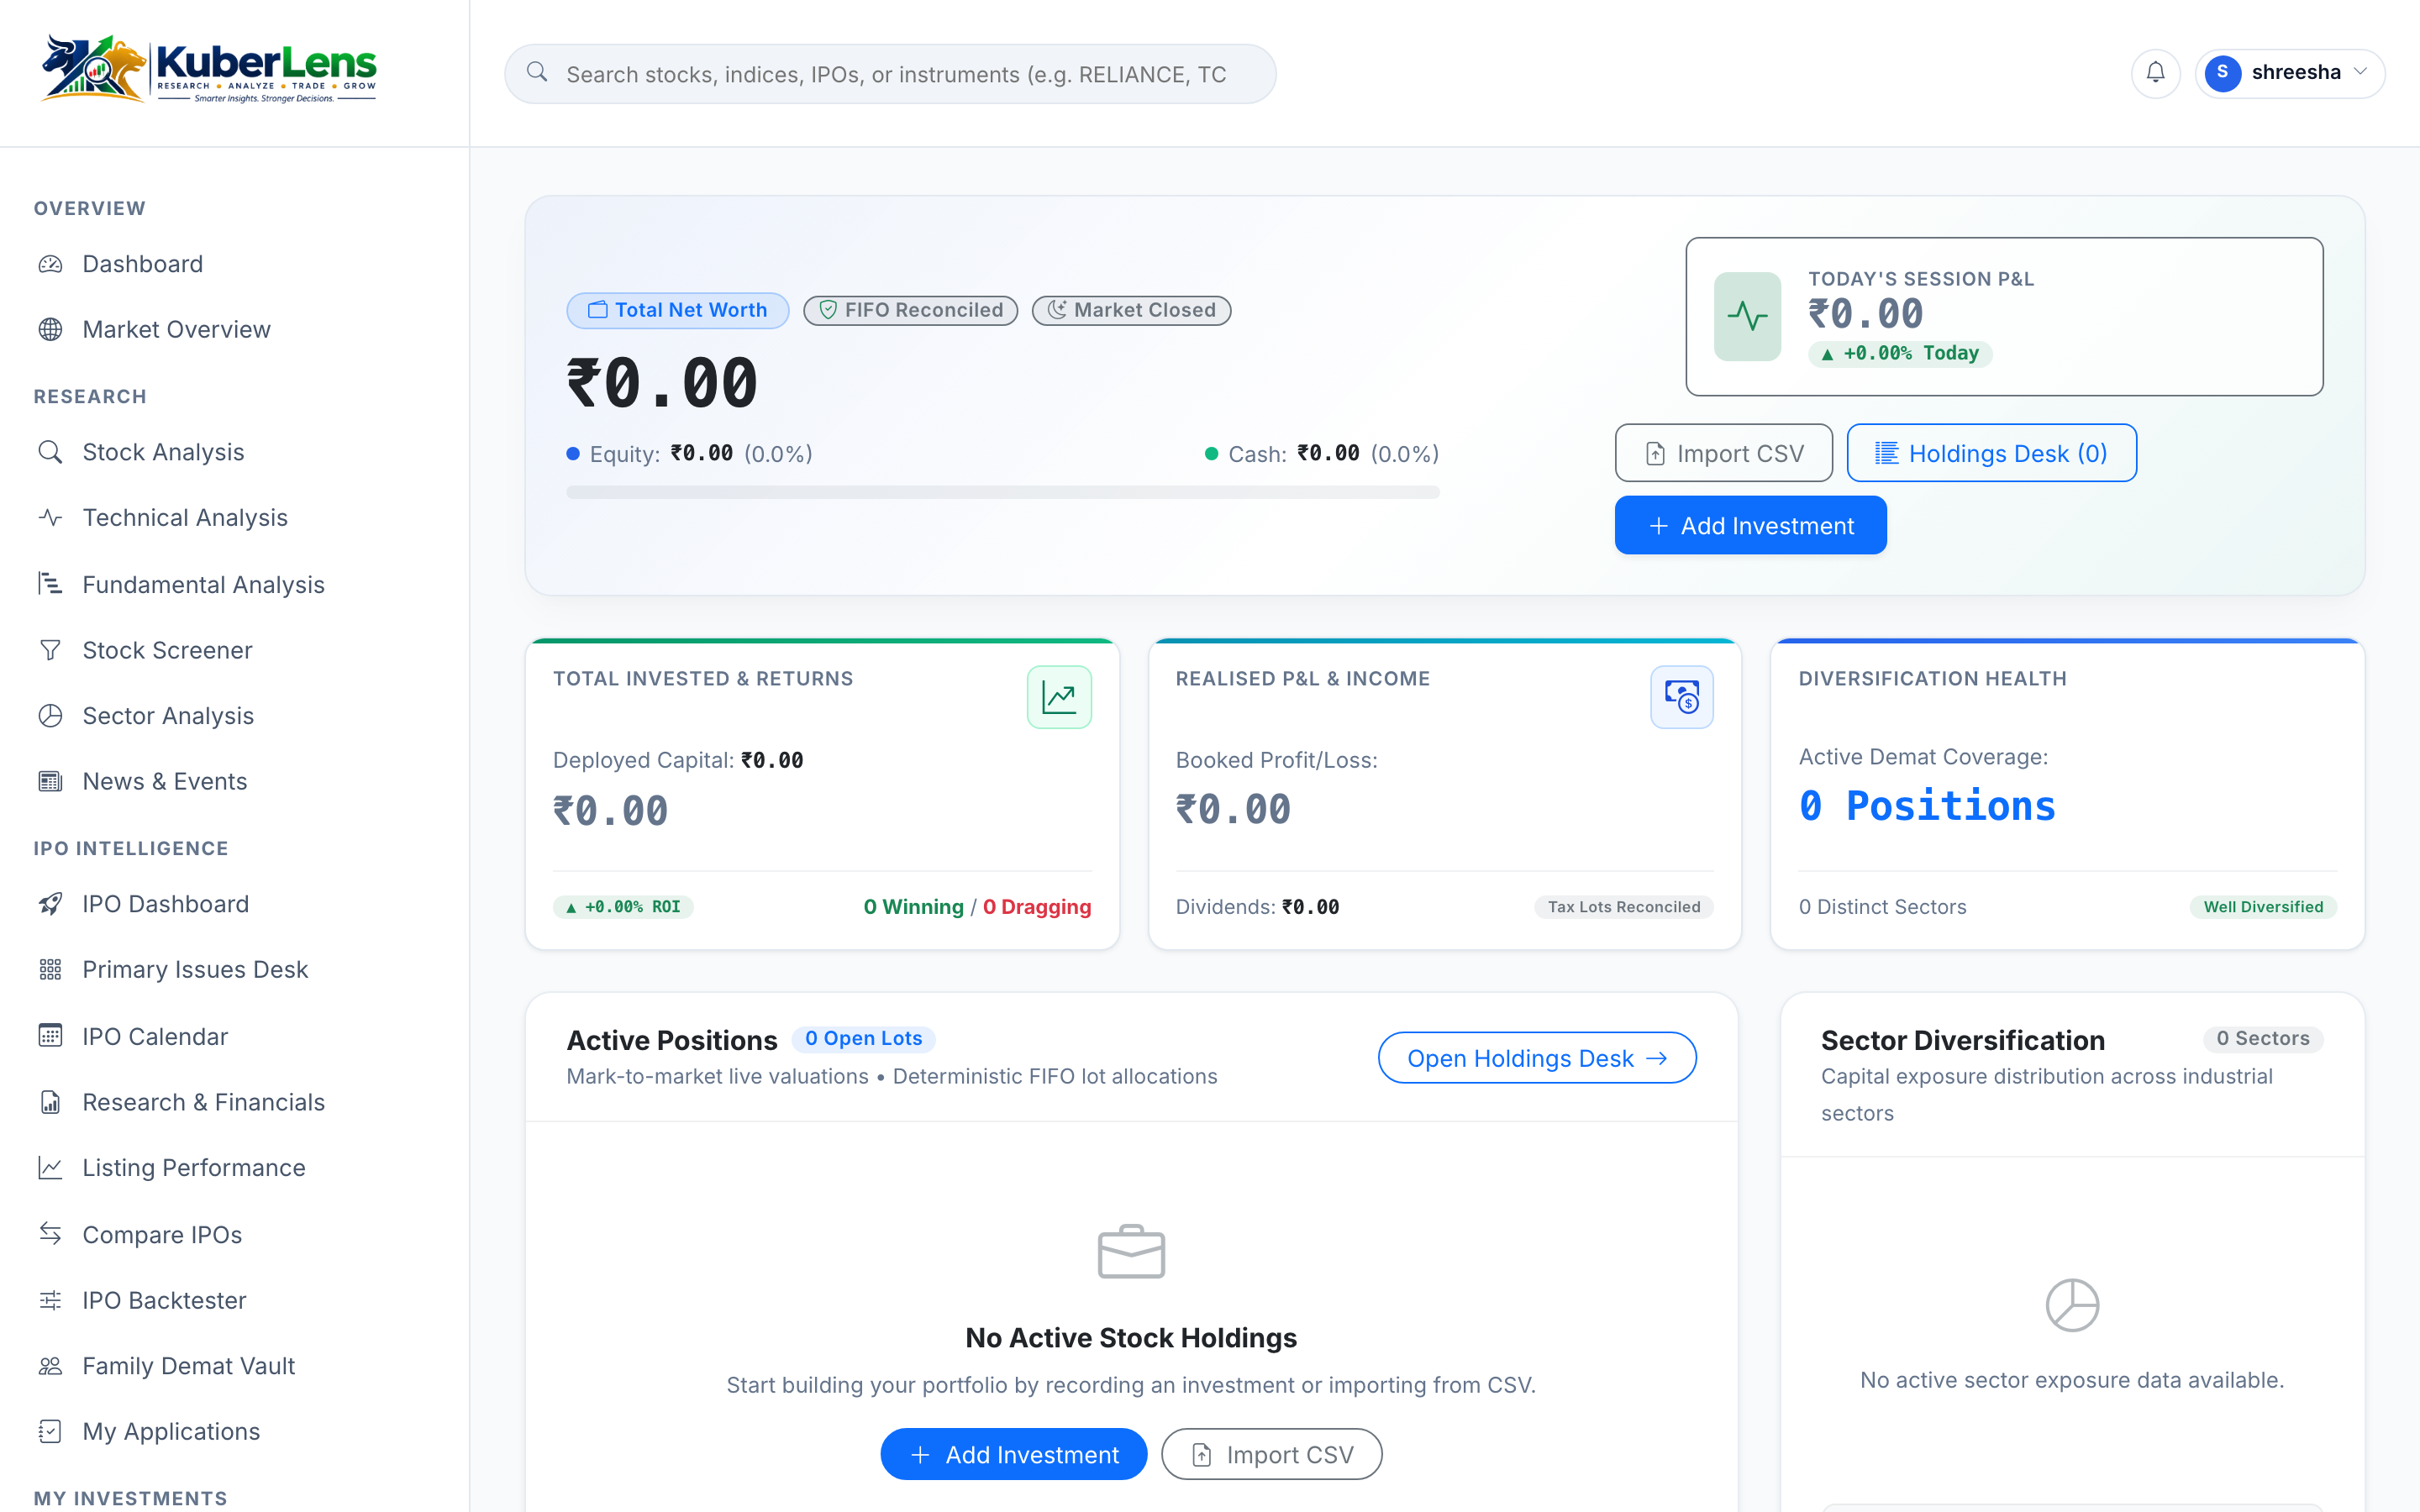 KuberLens
RESEARCH • ANALYZE • TRADE • GROW
Smarter Insights. Stronger Decisions.
Search stocks, indices, IPOs, or instruments (e.g. RELIANCE, TC
S
shreesha
OVERVIEW
Dashboard
Market Overview
RESEARCH
Stock Analysis
Technical Analysis
Fundamental Analysis
Stock Screener
Sector Analysis
News & Events
IPO INTELLIGENCE
IPO Dashboard
Primary Issues Desk
IPO Calendar
Research & Financials
Listing Performance
Compare IPOs
IPO Backtester
Family Demat Vault
My Applications
MY INVESTMENTS
Total Net Worth
FIFO Reconciled
Market Closed
₹0.00
Equity: ₹0.00 (0.0%)
Cash: ₹0.00 (0.0%)
TODAY'S SESSION P&L
₹0.00
▲ +0.00% Today
Import CSV
Holdings Desk (0)
+ Add Investment
TOTAL INVESTED & RETURNS
Deployed Capital: ₹0.00
₹0.00
▲ +0.00% ROI
0 Winning / 0 Dragging
REALISED P&L & INCOME
Booked Profit/Loss:
₹0.00
Dividends: ₹0.00
Tax Lots Reconciled
DIVERSIFICATION HEALTH
Active Demat Coverage:
0 Positions
0 Distinct Sectors
Well Diversified
Active Positions
0 Open Lots
Mark-to-market live valuations • Deterministic FIFO lot allocations
Open Holdings Desk →
No Active Stock Holdings
Start building your portfolio by recording an investment or importing from CSV.
+ Add Investment
Import CSV
Sector Diversification
0 Sectors
Capital exposure distribution across industrial
sectors
No active sector exposure data available.